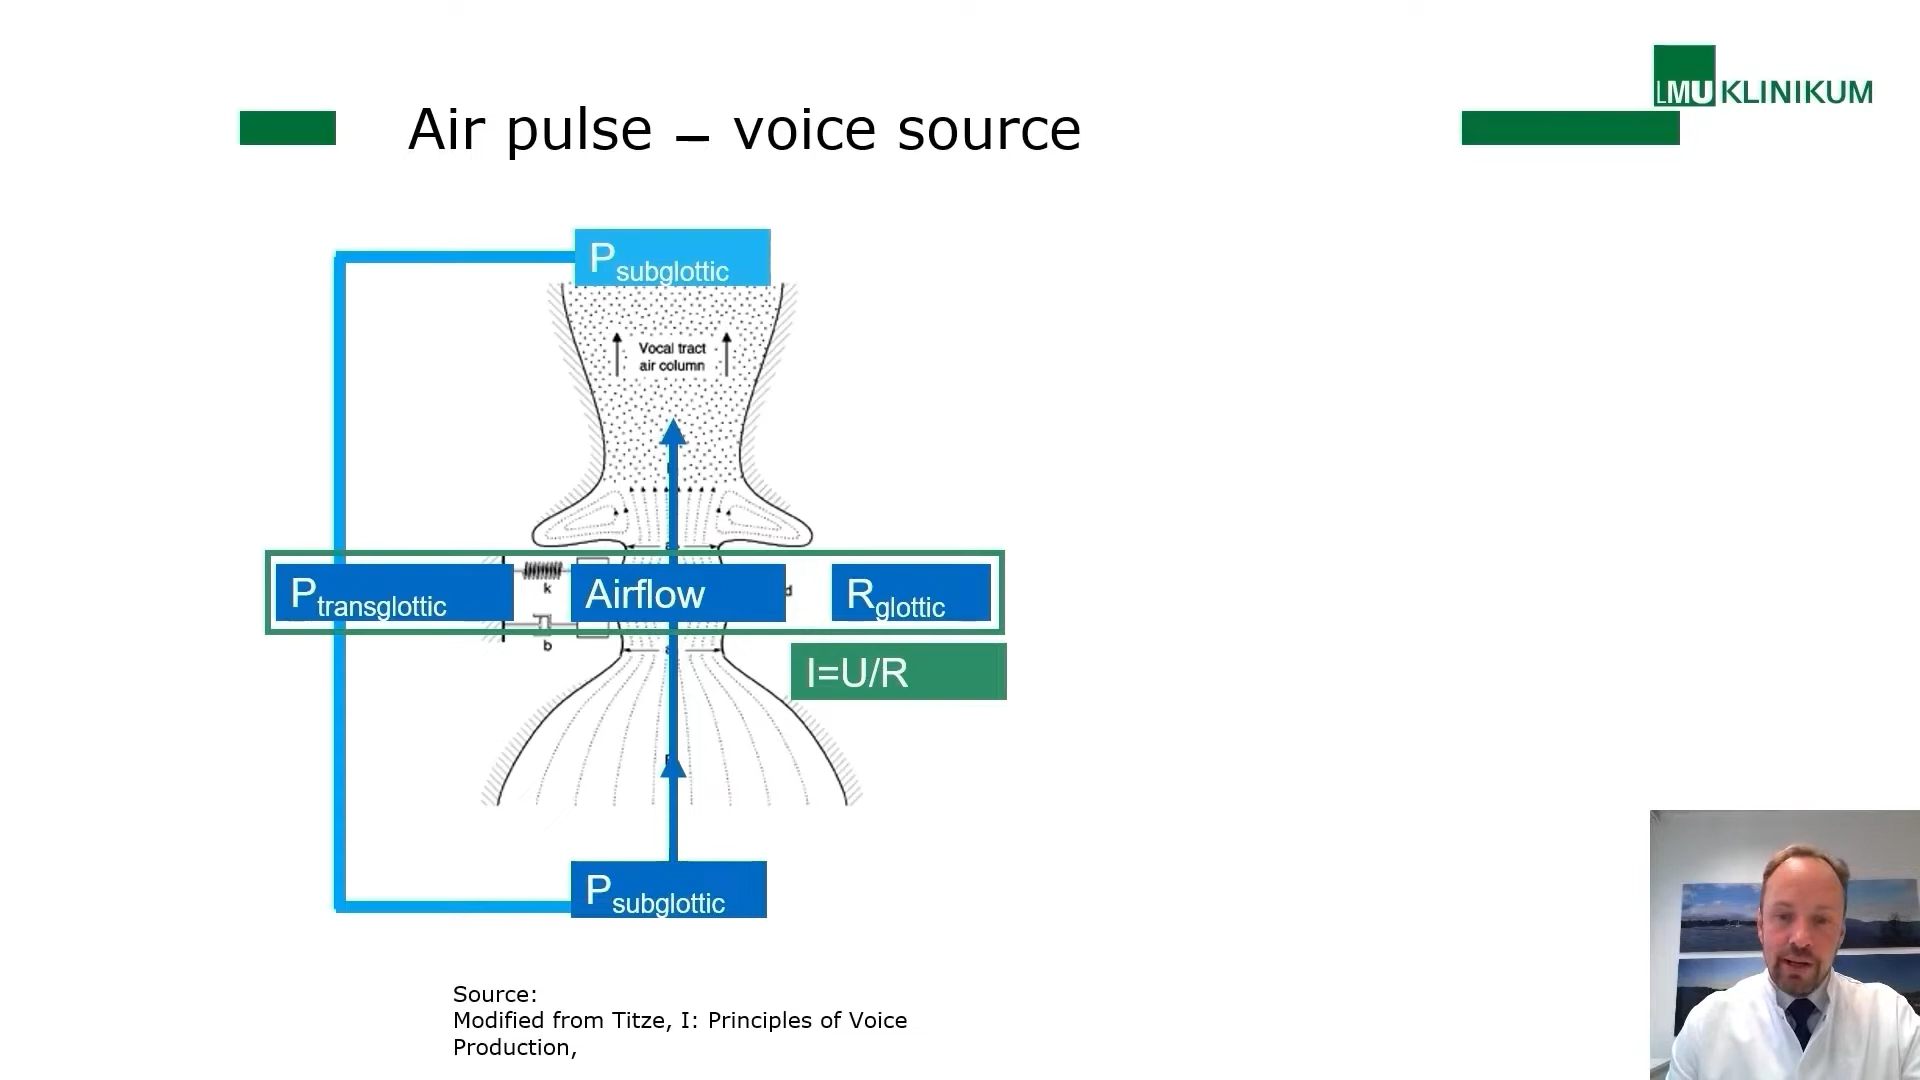 LMU KLINIKUM
Air pulse – voice source
Psubglottic
Vocal tract
air column
Ptransglottic
k
Airflow
d
Rglottic
b
I=U/R
Psubglottic
Source:
Modified from Titze, I: Principles of Voice
Production,